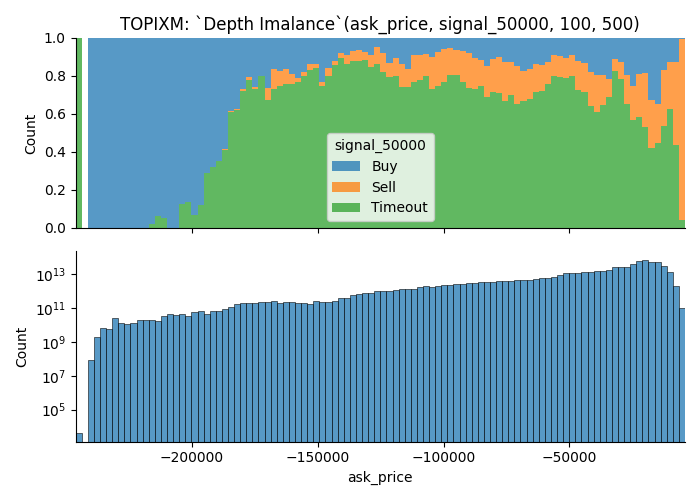 TOPIXM: `Depth Imalance`(ask_price, signal_50000, 100, 500)
1.0
0.8
0.6
0.4
0.2
0.0
Count
signal_50000
Buy
Sell
Timeout
10^13
10^11
10^9
10^7
10^5
Count
−200000
−150000
−100000
−50000
ask_price